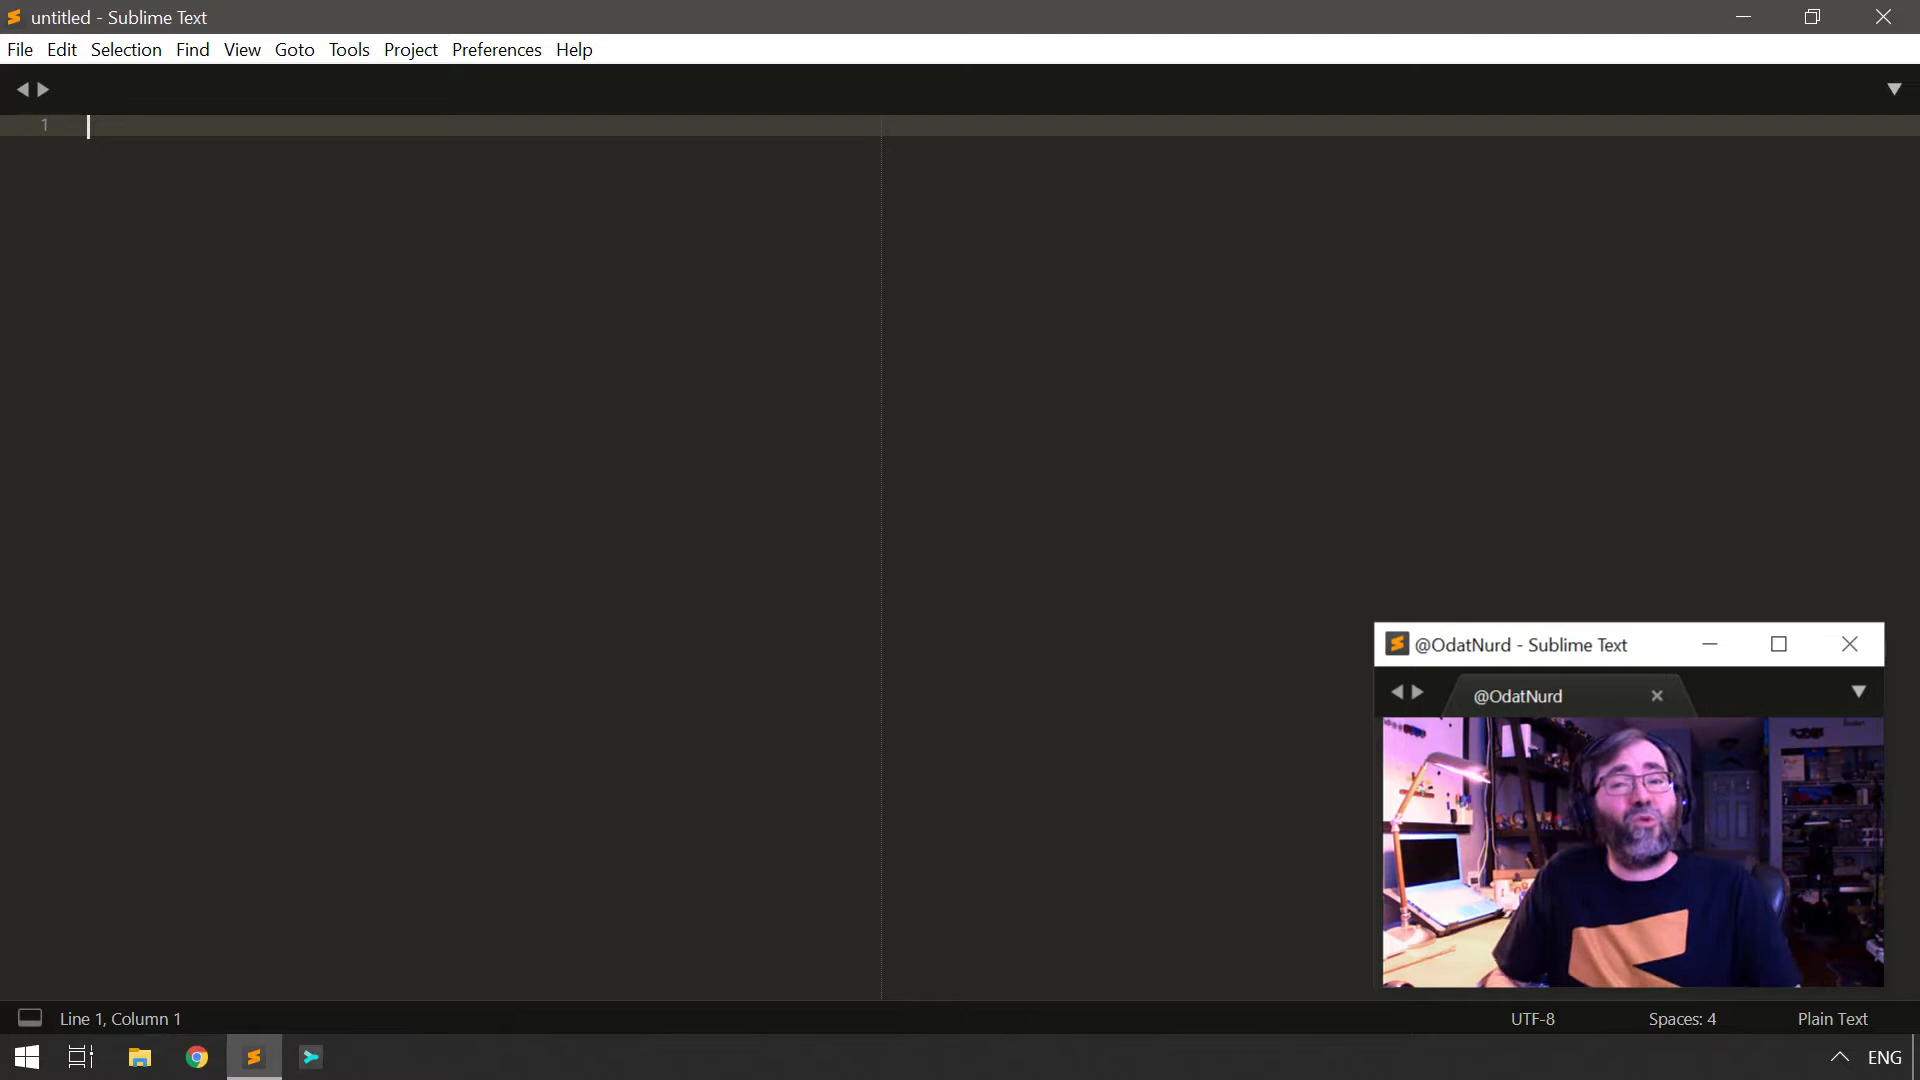 untitled - Sublime Text
File Edit Selection Find View Goto Tools Project Preferences Help
1
@OdatNurd - Sublime Text
@OdatNurd
Line 1, Column 1
UTF-8
Spaces: 4
Plain Text
ENG